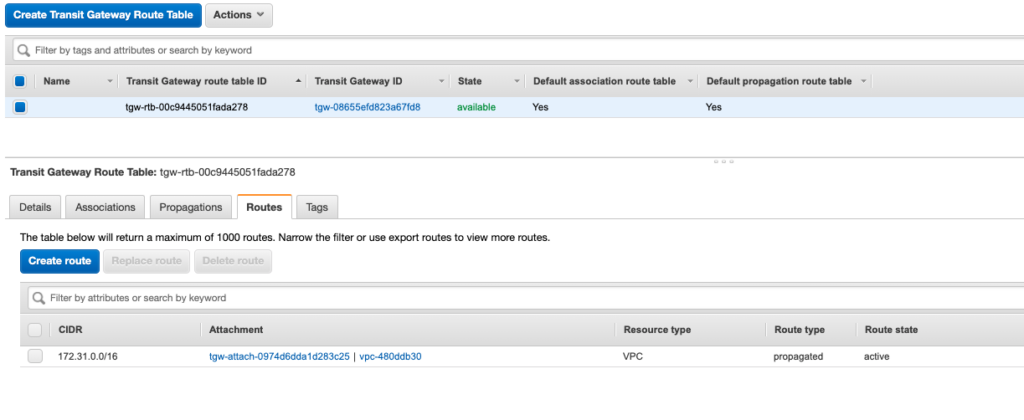 Create Transit Gateway Route Table Actions
Filter by tags and attributes or search by keyword
Name Transit Gateway route table ID Transit Gateway ID State Default association route table Default propagation route table
tgw-rtb-00c9445051fada278 tgw-08655efd823a67fd8 available Yes Yes
Transit Gateway Route Table: tgw-rtb-00c9445051fada278
Details Associations Propagations Routes Tags
The table below will return a maximum of 1000 routes. Narrow the filter or use export routes to view more routes.
Create route Replace route Delete route
Filter by attributes or search by keyword
CIDR Attachment Resource type Route type Route state
172.31.0.0/16 tgw-attach-0974d6dda1d283c25 | vpc-480ddb30 VPC propagated active